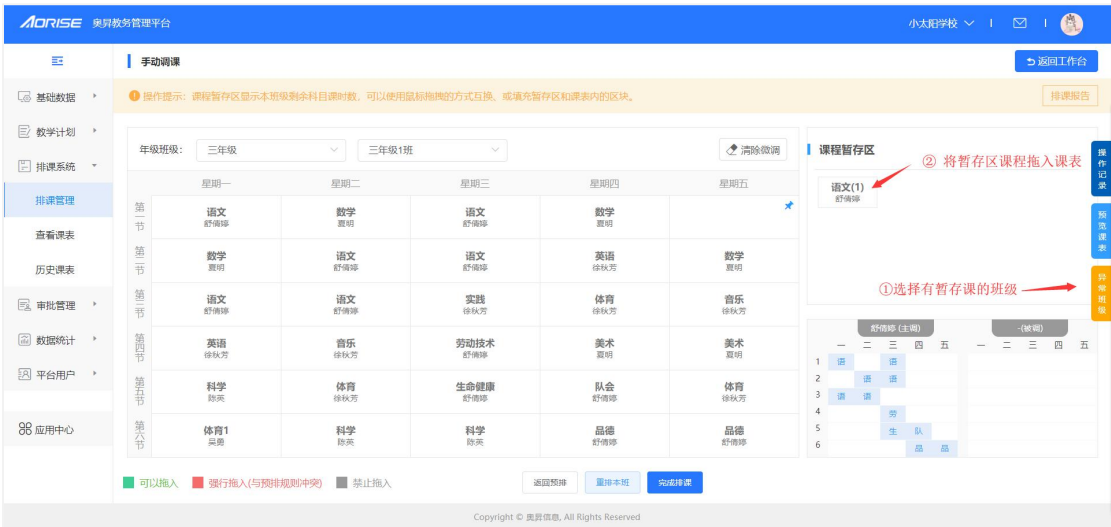 AORISE 奥昇教务管理平台 小太阳学校
手动调课 返回工作台
基础数据
教学计划
排课系统
排课管理
查看课表
历史课表
审批管理
数据统计
平台用户
应用中心
操作提示：课程暂存区显示本班级剩余科目课时数，可以使用鼠标拖拽的方式互换、或填充暂存区和课表内的区块。 排课报告
年级班级： 三年级 三年级1班 清除微调
星期一 星期二 星期三 星期四 星期五
第一节 语文 数学 语文 数学
舒倩婷 夏明 舒倩婷 夏明
第二节 数学 语文 语文 英语 数学
夏明 舒倩婷 舒倩婷 徐秋芳 夏明
第三节 语文 语文 实践 体育 音乐
舒倩婷 舒倩婷 徐秋芳 徐秋芳 徐秋芳
第四节 英语 音乐 劳动技术 美术 美术
徐秋芳 徐秋芳 舒倩婷 夏明 夏明
第五节 科学 体育 生命健康 队会 体育
陈英 徐秋芳 舒倩婷 舒倩婷 徐秋芳
第六节 体育1 科学 科学 品德 品德
吴勇 陈英 陈英 舒倩婷 舒倩婷
可以拖入 强行拖入(与预排规则冲突) 禁止拖入
返回预排 重排本班 完成排课
课程暂存区
② 将暂存区课程拖入课表
语文(1)
舒倩婷
①选择有暂存课的班级
操作记录
预览课表
异常班级
舒倩婷 (主调) -(被调)
一 二 三 四 五 一 二 三 四 五
1 语 语
2 语 语
3 语 语
4 劳
5 生 队
6 品 品
Copyright © 奥昇信息, All Rights Reserved